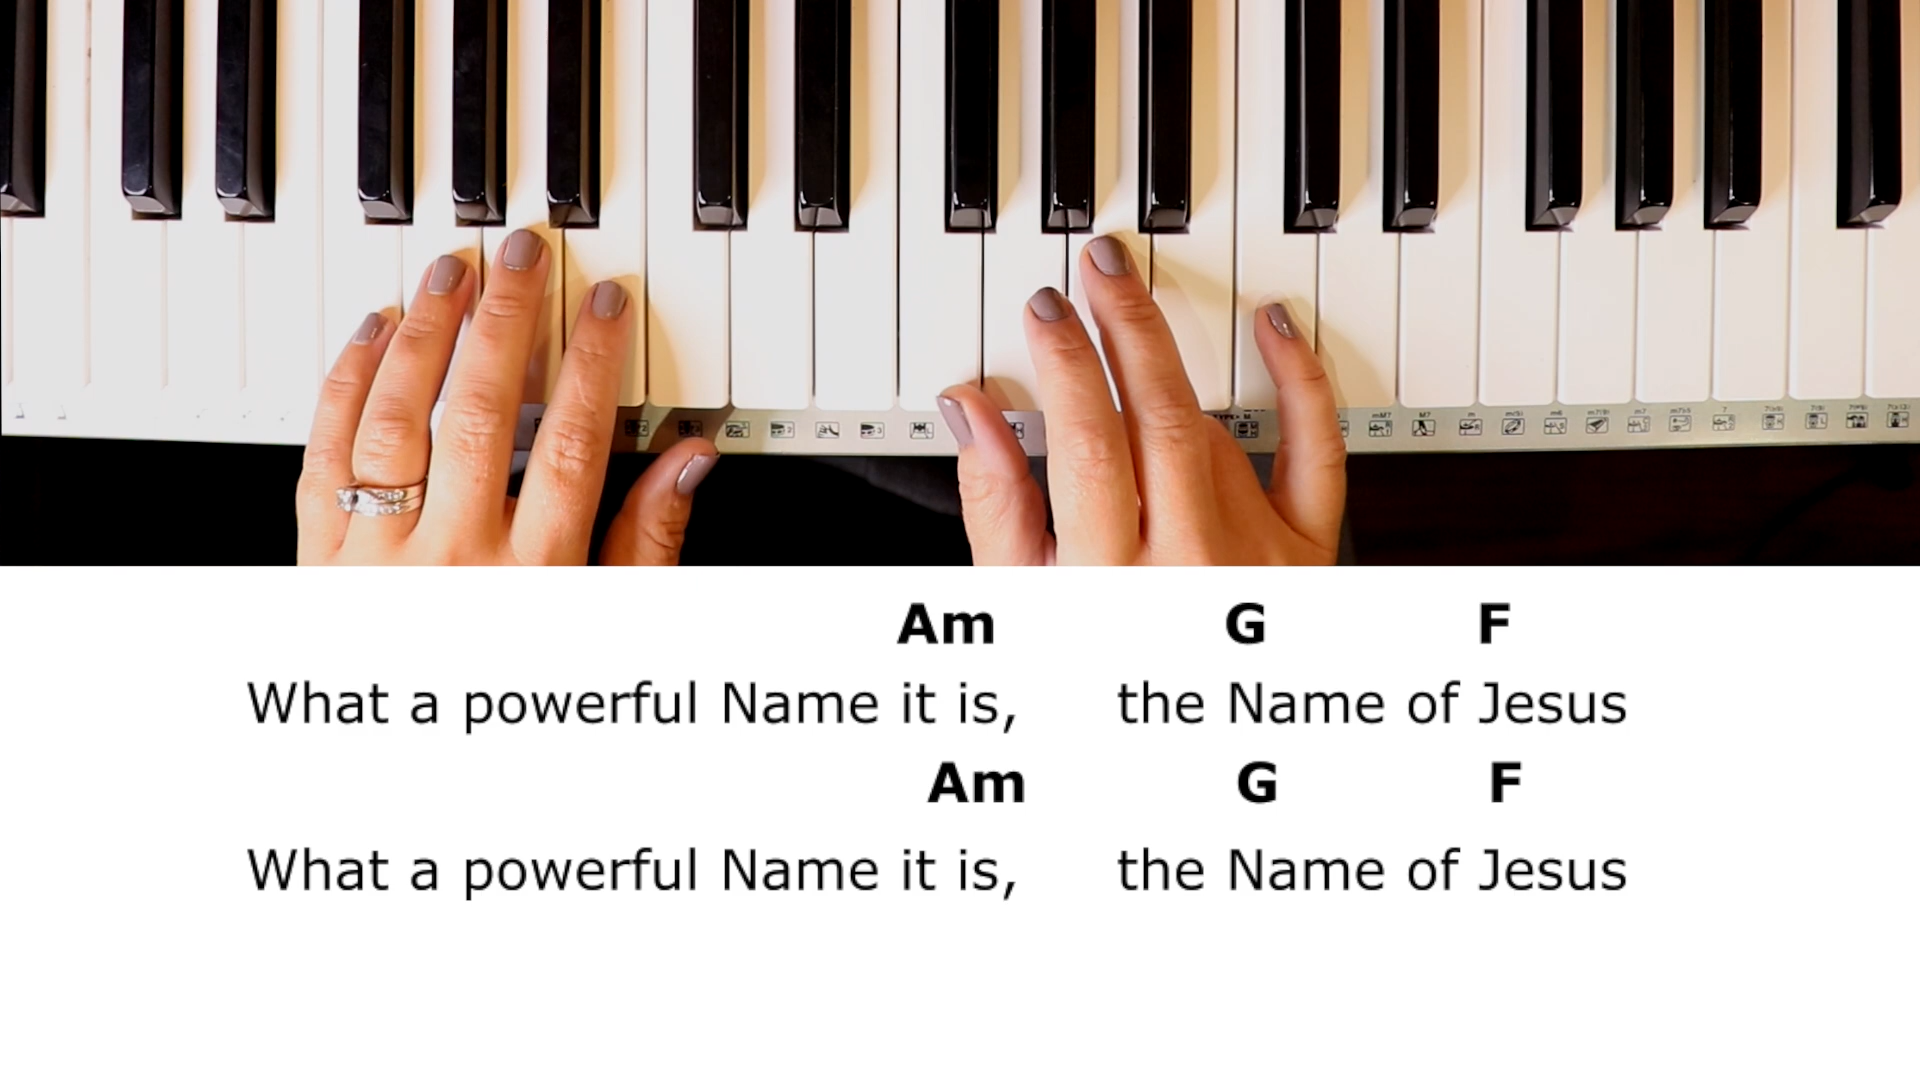 Am G F
What a powerful Name it is, the Name of Jesus
Am G F
What a powerful Name it is, the Name of Jesus